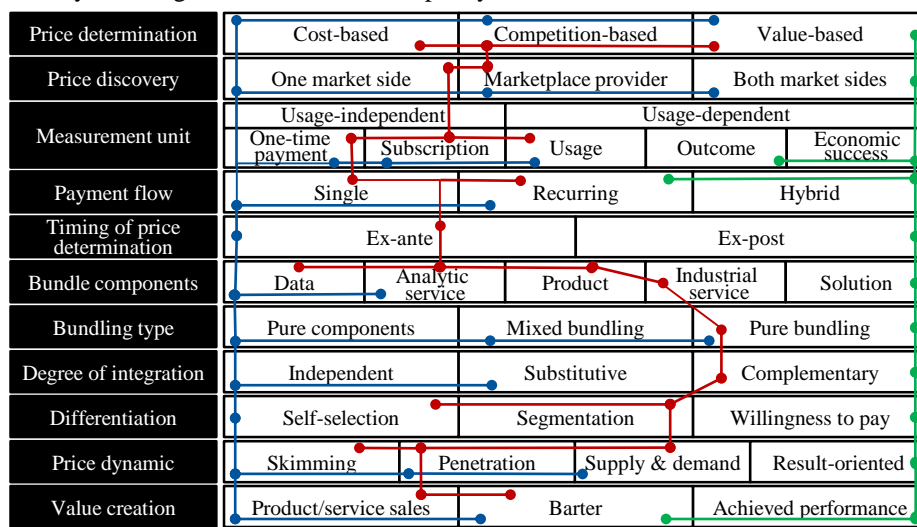 Price determination Cost-based Competition-based Value-based
Price discovery One market side Marketplace provider Both market sides
Usage-independent Usage-dependent
Measurement unit
One-time payment Subscription Usage Outcome Economic success
Payment flow Single Recurring Hybrid
Timing of price determination Ex-ante Ex-post
Bundle components Data Analytic service Product Industrial service Solution
Bundling type Pure components Mixed bundling Pure bundling
Degree of integration Independent Substitutive Complementary
Differentiation Self-selection Segmentation Willingness to pay
Price dynamic Skimming Penetration Supply & demand Result-oriented
Value creation Product/service sales Barter Achieved performance